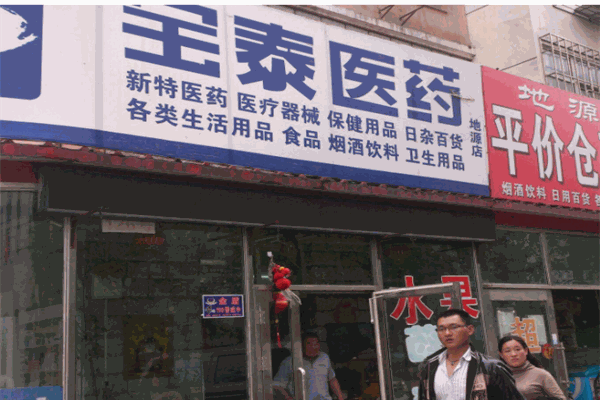 宝泰医药
新特医药 医疗器械 保健用品 日杂百货
各类生活用品 食品 烟酒饮料 卫生用品
地源店
地源
平价仓
烟酒饮料 日用百货
水果